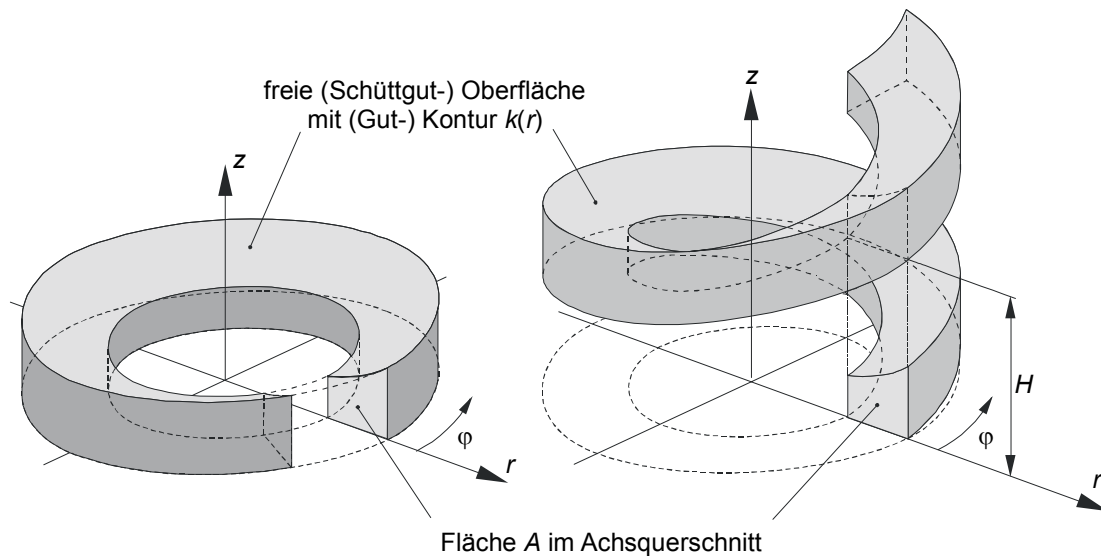 freie (Schüttgut-) Oberfläche
mit (Gut-) Kontur k(r)
z
z
H
φ
r
φ
r
Fläche A im Achsquerschnitt